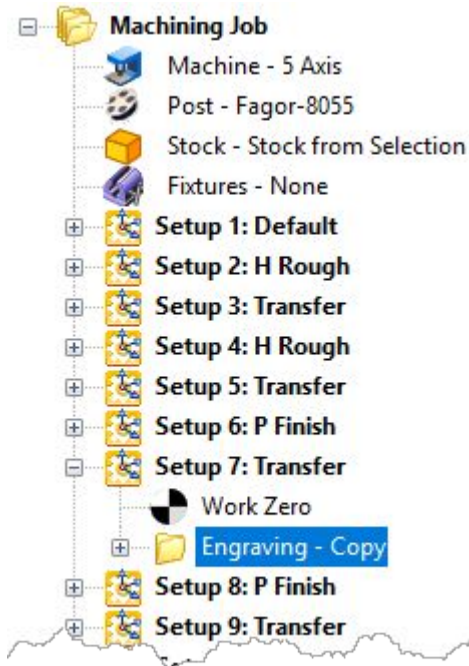 Machining Job
Machine - 5 Axis
Post - Fagor-8055
Stock - Stock from Selection
Fixtures - None
Setup 1: Default
Setup 2: H Rough
Setup 3: Transfer
Setup 4: H Rough
Setup 5: Transfer
Setup 6: P Finish
Setup 7: Transfer
Work Zero
Engraving - Copy
Setup 8: P Finish
Setup 9: Transfer